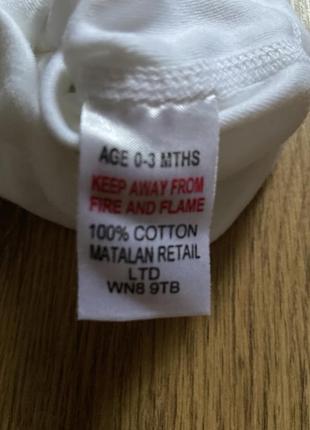 AGE 0-3 MTHS
KEEP AWAY FROM
FIRE AND FLAME
100% COTTON
MATALAN RETAIL
LTD
WN8 9TB